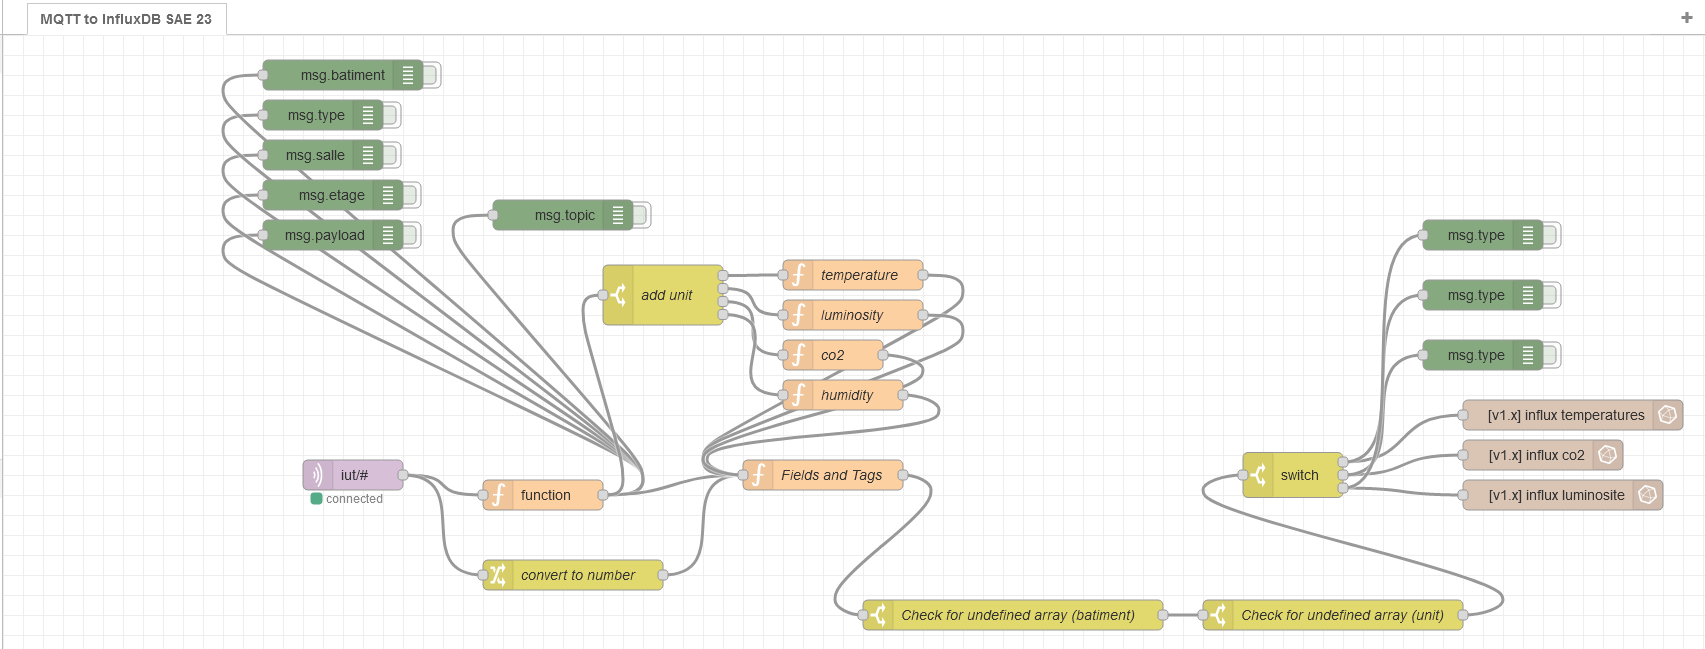 MQTT to InfluxDB SAE 23
msg.batiment
msg.type
msg.salle
msg.etage
msg.payload
msg.topic
add unit
temperature
luminosity
co2
humidity
iut/#
connected
function
Fields and Tags
convert to number
Check for undefined array (batiment)
Check for undefined array (unit)
switch
msg.type
msg.type
msg.type
[v1.x] influx temperatures
[v1.x] influx co2
[v1.x] influx luminosite